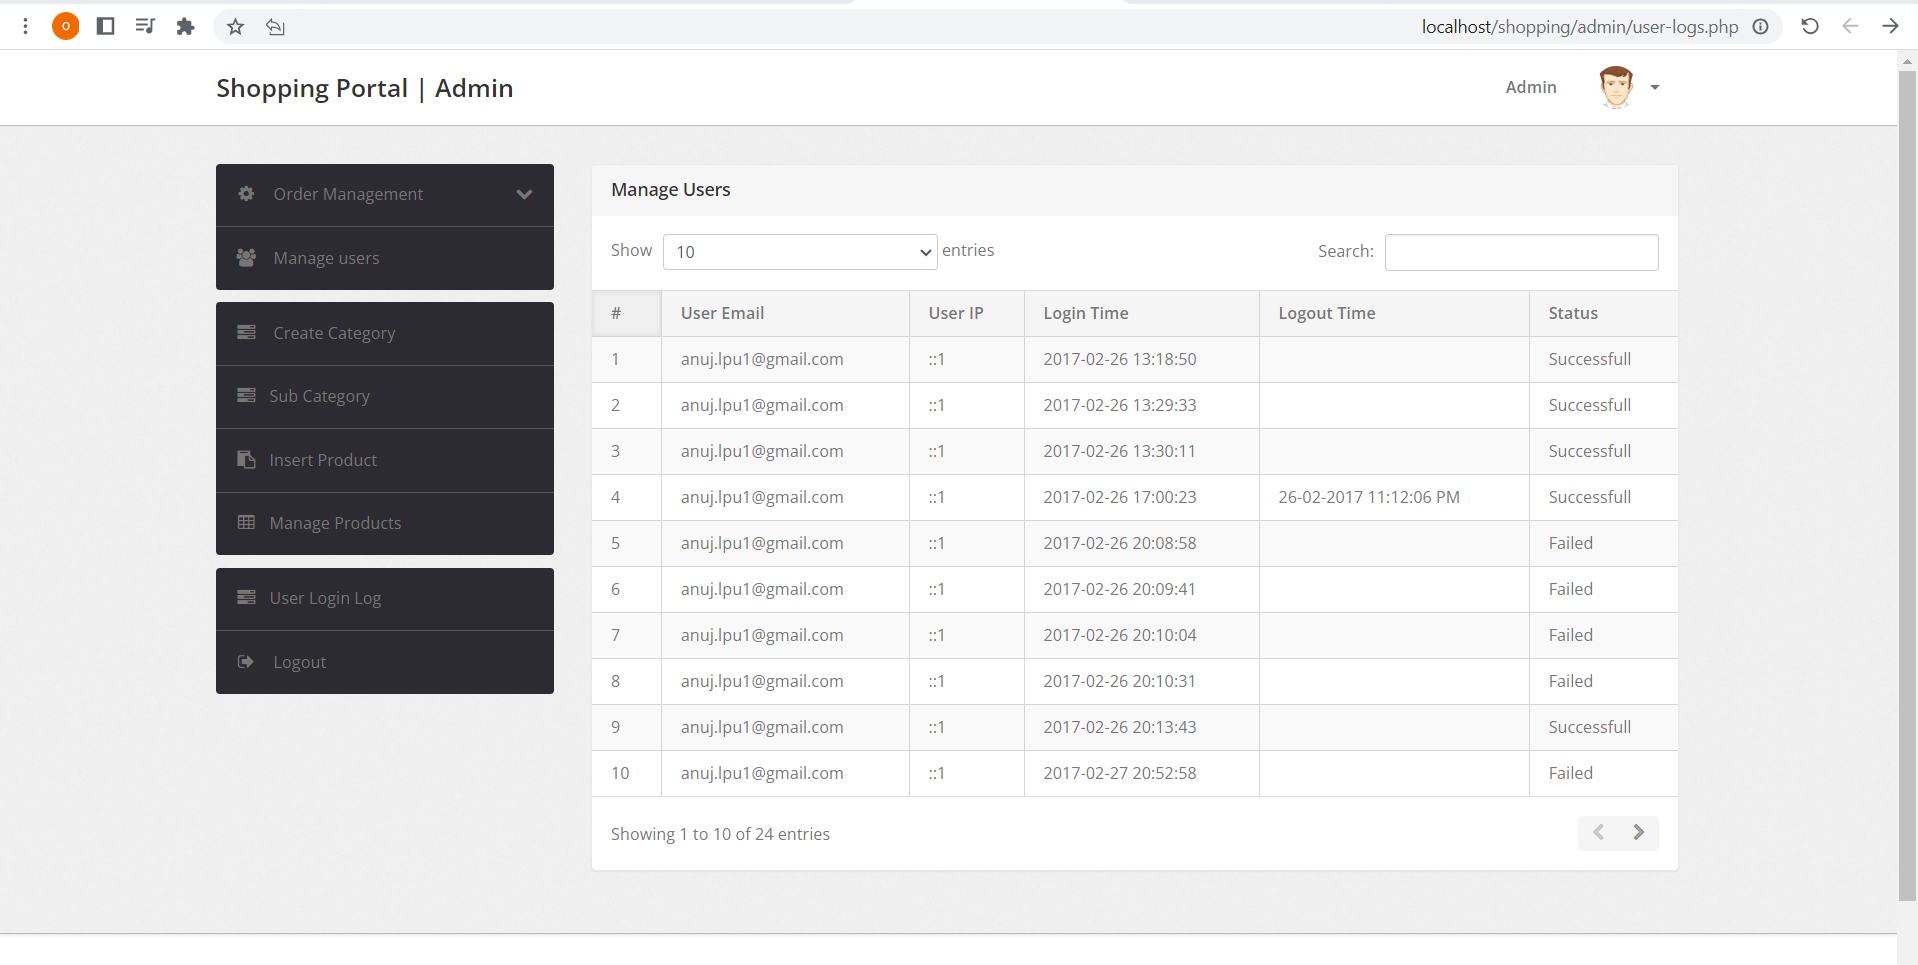 O
localhost/shopping/admin/user-logs.php
Shopping Portal | Admin
Admin
Order Management
Manage users
Create Category
Sub Category
Insert Product
Manage Products
User Login Log
Logout
Manage Users
Show 10 entries
Search:
# User Email User IP Login Time Logout Time Status
1 anuj.lpu1@gmail.com ::1 2017-02-26 13:18:50 Successfull
2 anuj.lpu1@gmail.com ::1 2017-02-26 13:29:33 Successfull
3 anuj.lpu1@gmail.com ::1 2017-02-26 13:30:11 Successfull
4 anuj.lpu1@gmail.com ::1 2017-02-26 17:00:23 26-02-2017 11:12:06 PM Successfull
5 anuj.lpu1@gmail.com ::1 2017-02-26 20:08:58 Failed
6 anuj.lpu1@gmail.com ::1 2017-02-26 20:09:41 Failed
7 anuj.lpu1@gmail.com ::1 2017-02-26 20:10:04 Failed
8 anuj.lpu1@gmail.com ::1 2017-02-26 20:10:31 Failed
9 anuj.lpu1@gmail.com ::1 2017-02-26 20:13:43 Successfull
10 anuj.lpu1@gmail.com ::1 2017-02-27 20:52:58 Failed
Showing 1 to 10 of 24 entries